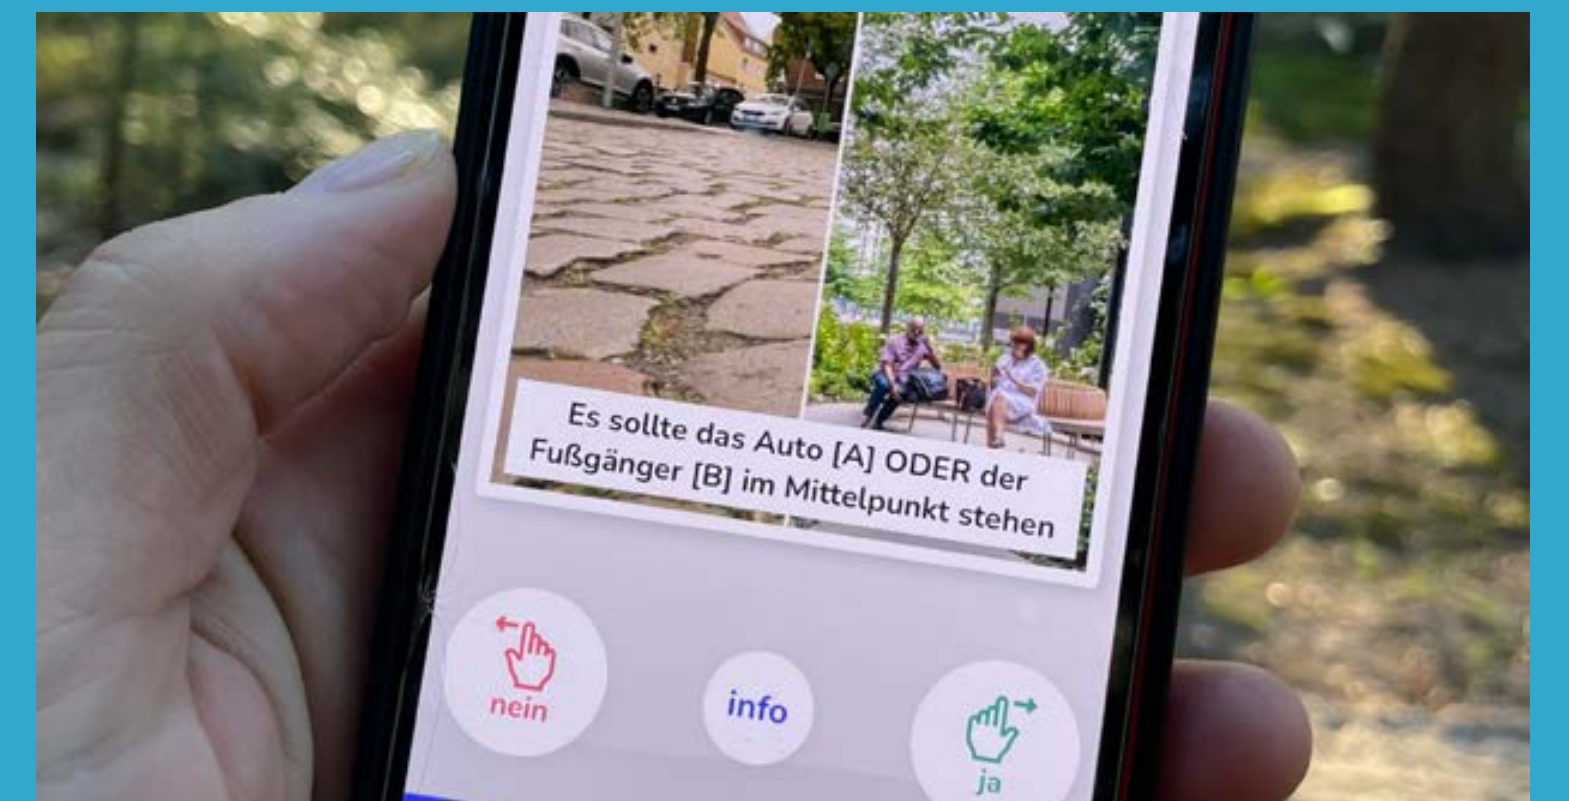 Es sollte das Auto [A] ODER der
Fußgänger [B] im Mittelpunkt stehen
nein
info
ja